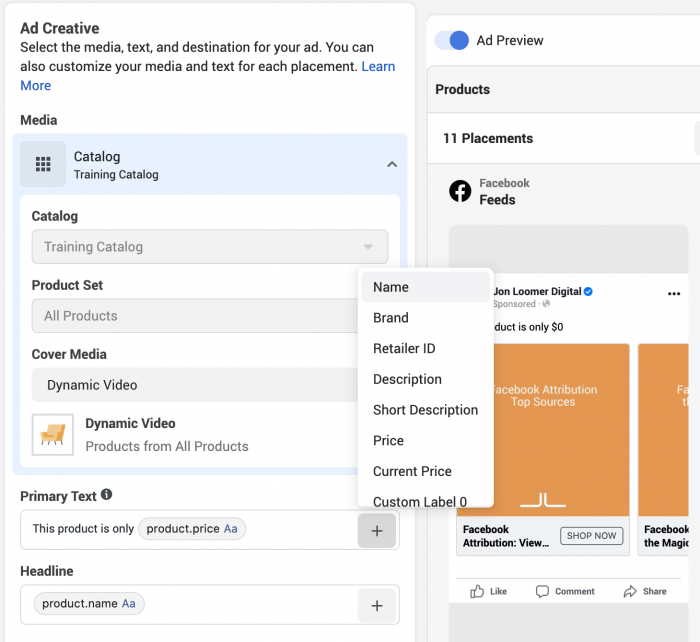 Ad Creative
Select the media, text, and destination for your ad. You can
also customize your media and text for each placement. Learn
More
Media
Catalog
Training Catalog
Catalog
Training Catalog
Product Set
All Products
Cover Media
Dynamic Video
Dynamic Video
Products from All Products
Primary Text
This product is only product.price Aa
+
Headline
product.name Aa
+
Name
Brand
Retailer ID
Description
Short Description
Price
Current Price
Custom Label 0
Ad Preview
Products
11 Placements
Facebook
Feeds
Jon Loomer Digital
Sponsored ·
duct is only $0
Facebook Attribution
Top Sources
Fa
th
Facebook
Attribution: View...
SHOP NOW
Facebook
the Magic
Like
Comment
Share